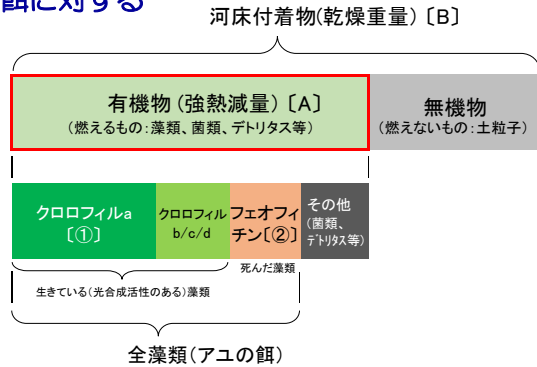 餌に対する
河床付着物(乾燥重量)〔B〕
有機物(強熱減量)〔A〕
(燃えるもの:藻類、菌類、デトリタス等)
無機物
(燃えないもの:土粒子)
クロロフィルa
〔①〕
クロロフィル
b/c/d
フェオフィ
チン〔②〕
その他
(菌類、
デトリタス等)
死んだ藻類
生きている(光合成活性のある)藻類
全藻類(アユの餌)